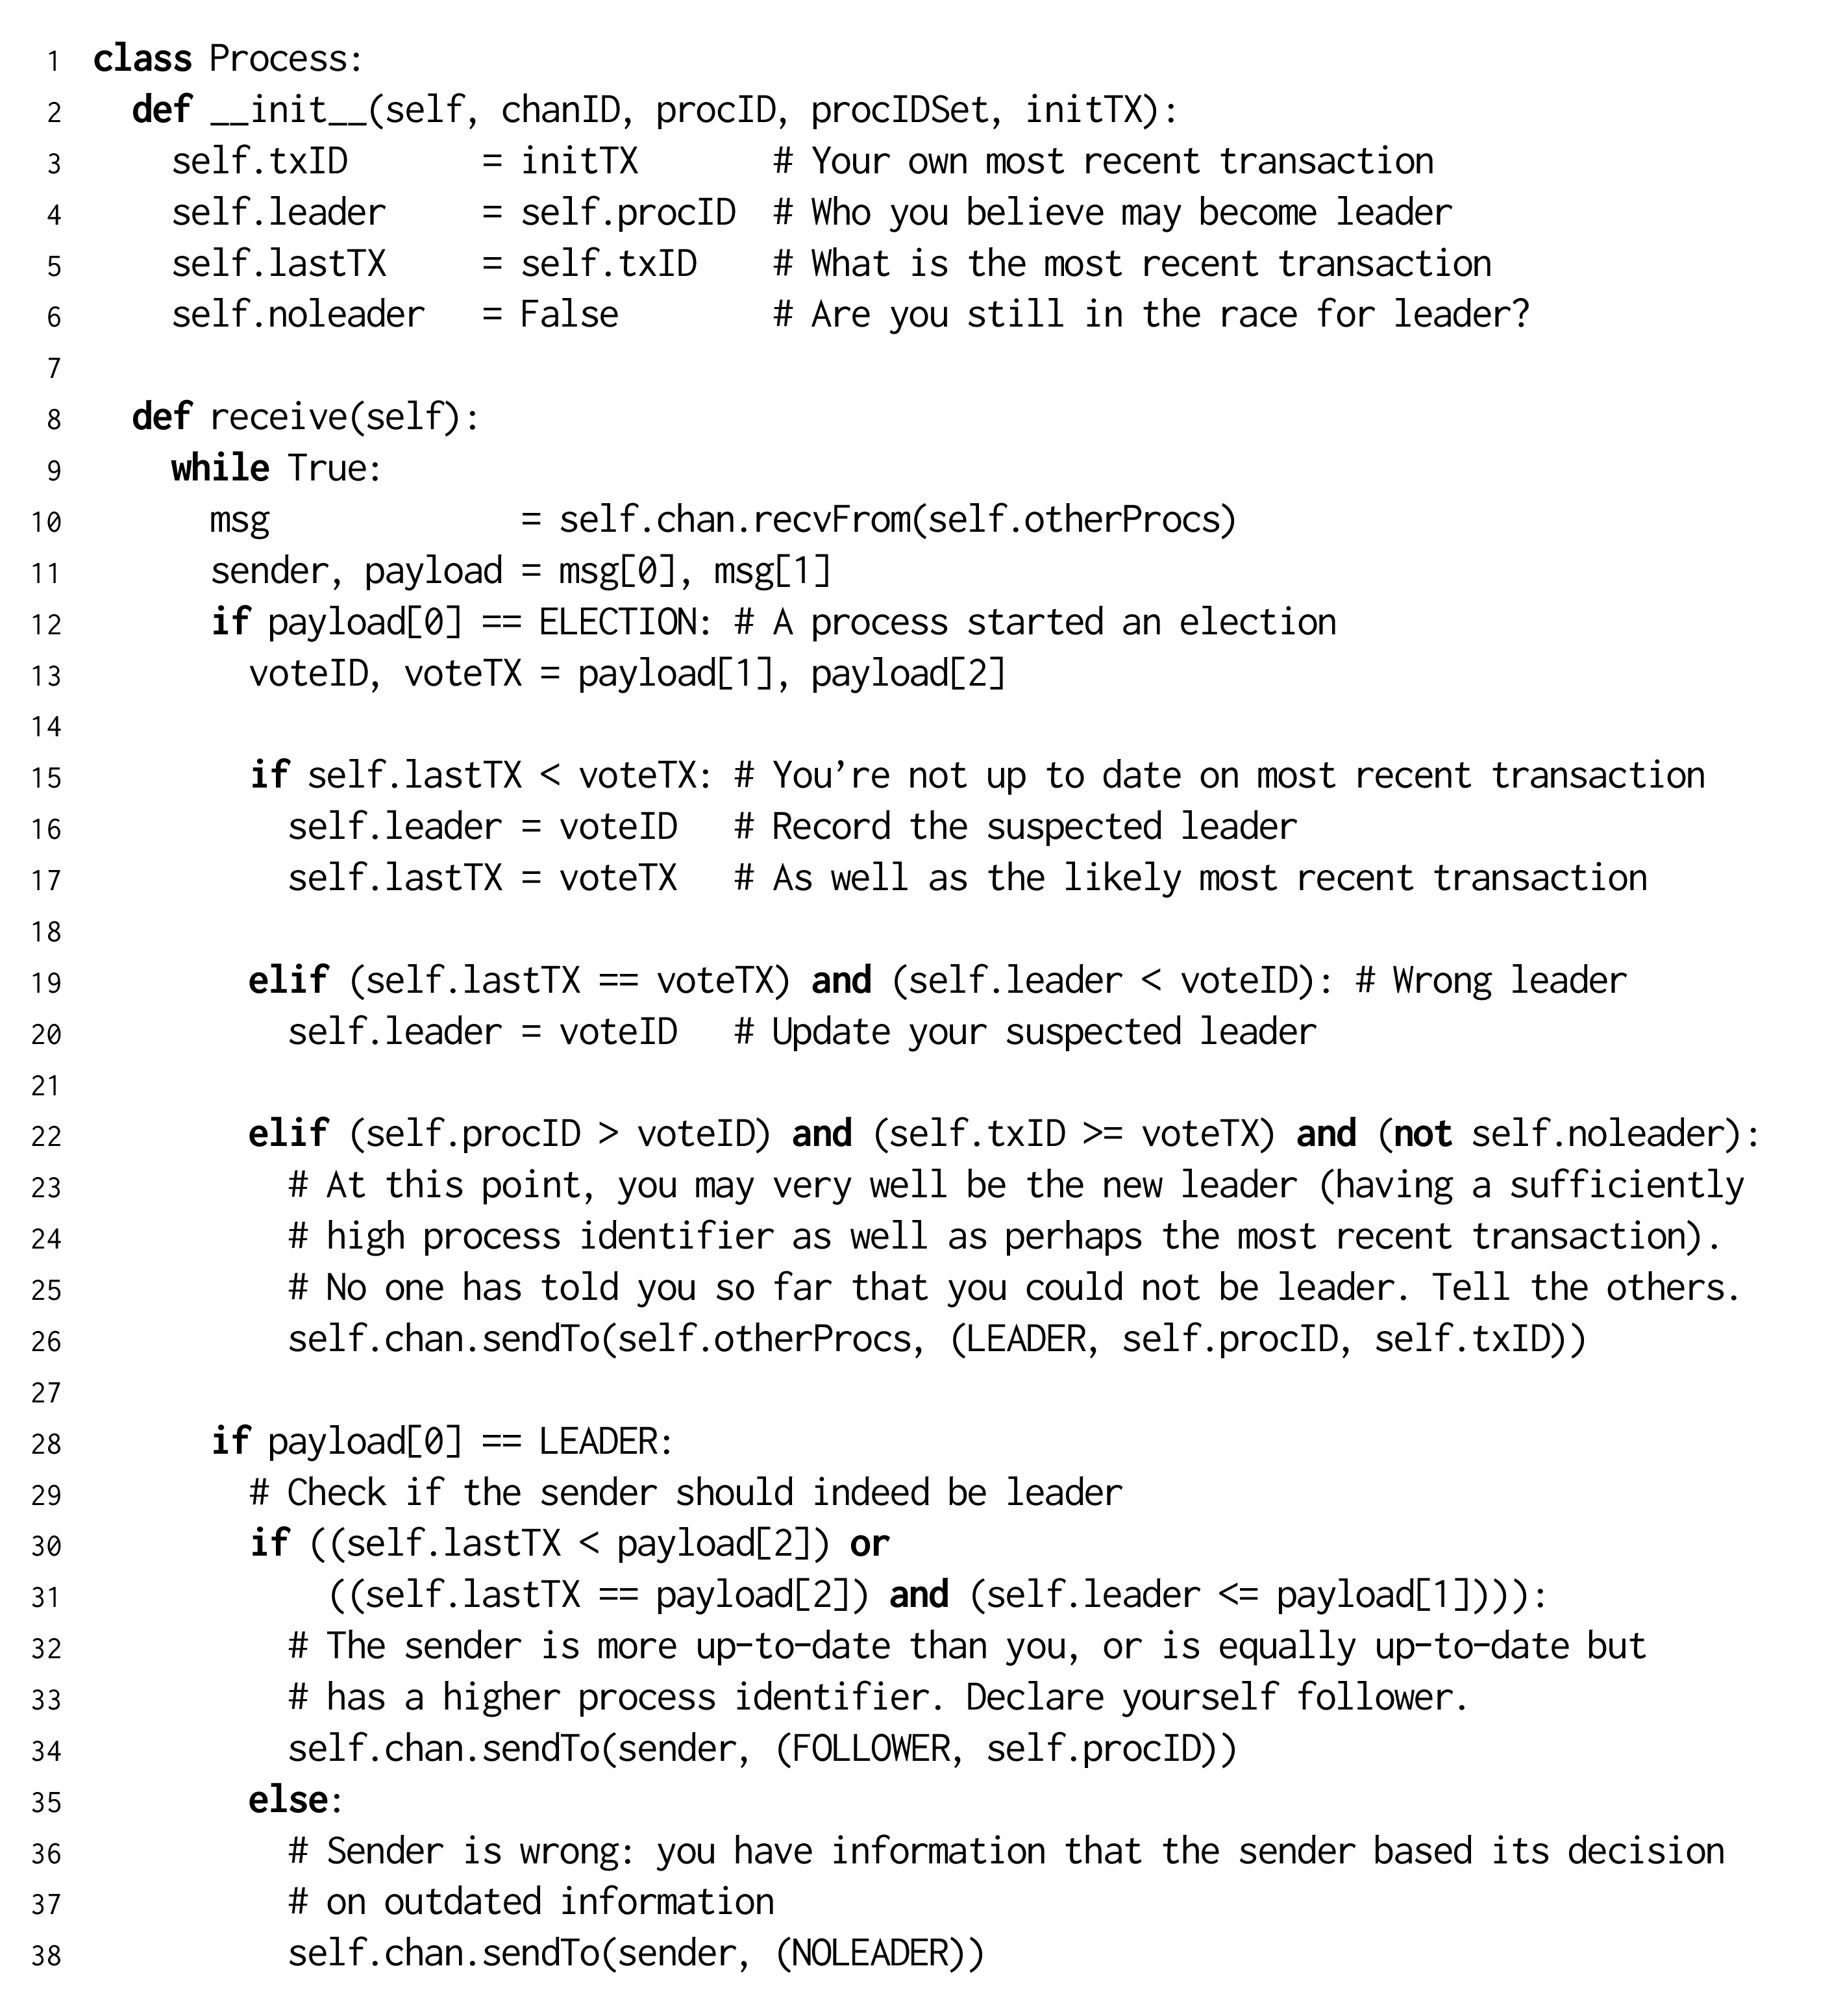 1 class Process:
2   def __init__(self, chanID, procID, procIDSet, initTX):
3     self.txID       = initTX       # Your own most recent transaction
4     self.leader     = self.procID  # Who you believe may become leader
5     self.lastTX     = self.txID    # What is the most recent transaction
6     self.noleader   = False        # Are you still in the race for leader?
7
8   def receive(self):
9     while True:
10       msg             = self.chan.recvFrom(self.otherProcs)
11       sender, payload = msg[0], msg[1]
12       if payload[0] == ELECTION: # A process started an election
13         voteID, voteTX = payload[1], payload[2]
14
15         if self.lastTX < voteTX: # You’re not up to date on most recent transaction
16           self.leader = voteID   # Record the suspected leader
17           self.lastTX = voteTX   # As well as the likely most recent transaction
18
19         elif (self.lastTX == voteTX) and (self.leader < voteID): # Wrong leader
20           self.leader = voteID   # Update your suspected leader
21
22         elif (self.procID > voteID) and (self.txID >= voteTX) and (not self.noleader):
23           # At this point, you may very well be the new leader (having a sufficiently
24           # high process identifier as well as perhaps the most recent transaction).
25           # No one has told you so far that you could not be leader. Tell the others.
26           self.chan.sendTo(self.otherProcs, (LEADER, self.procID, self.txID))
27
28       if payload[0] == LEADER:
29         # Check if the sender should indeed be leader
30         if ((self.lastTX < payload[2]) or
31             ((self.lastTX == payload[2]) and (self.leader <= payload[1]))):
32           # The sender is more up-to-date than you, or is equally up-to-date but
33           # has a higher process identifier. Declare yourself follower.
34           self.chan.sendTo(sender, (FOLLOWER, self.procID))
35         else:
36           # Sender is wrong: you have information that the sender based its decision
37           # on outdated information
38           self.chan.sendTo(sender, (NOLEADER))